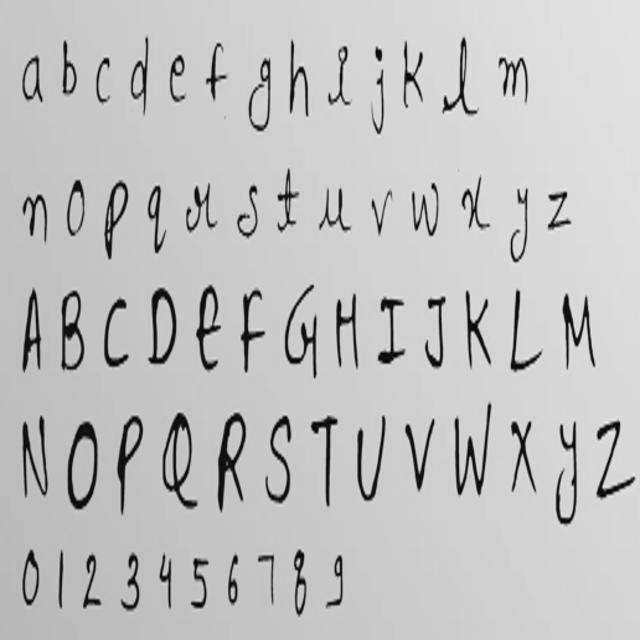 a b c d e f g h i j k l m
n o p q r s t u v w x y z
A B C D E F G H I J K L M
N O P Q R S T U V W X Y Z
0 1 2 3 4 5 6 7 8 9